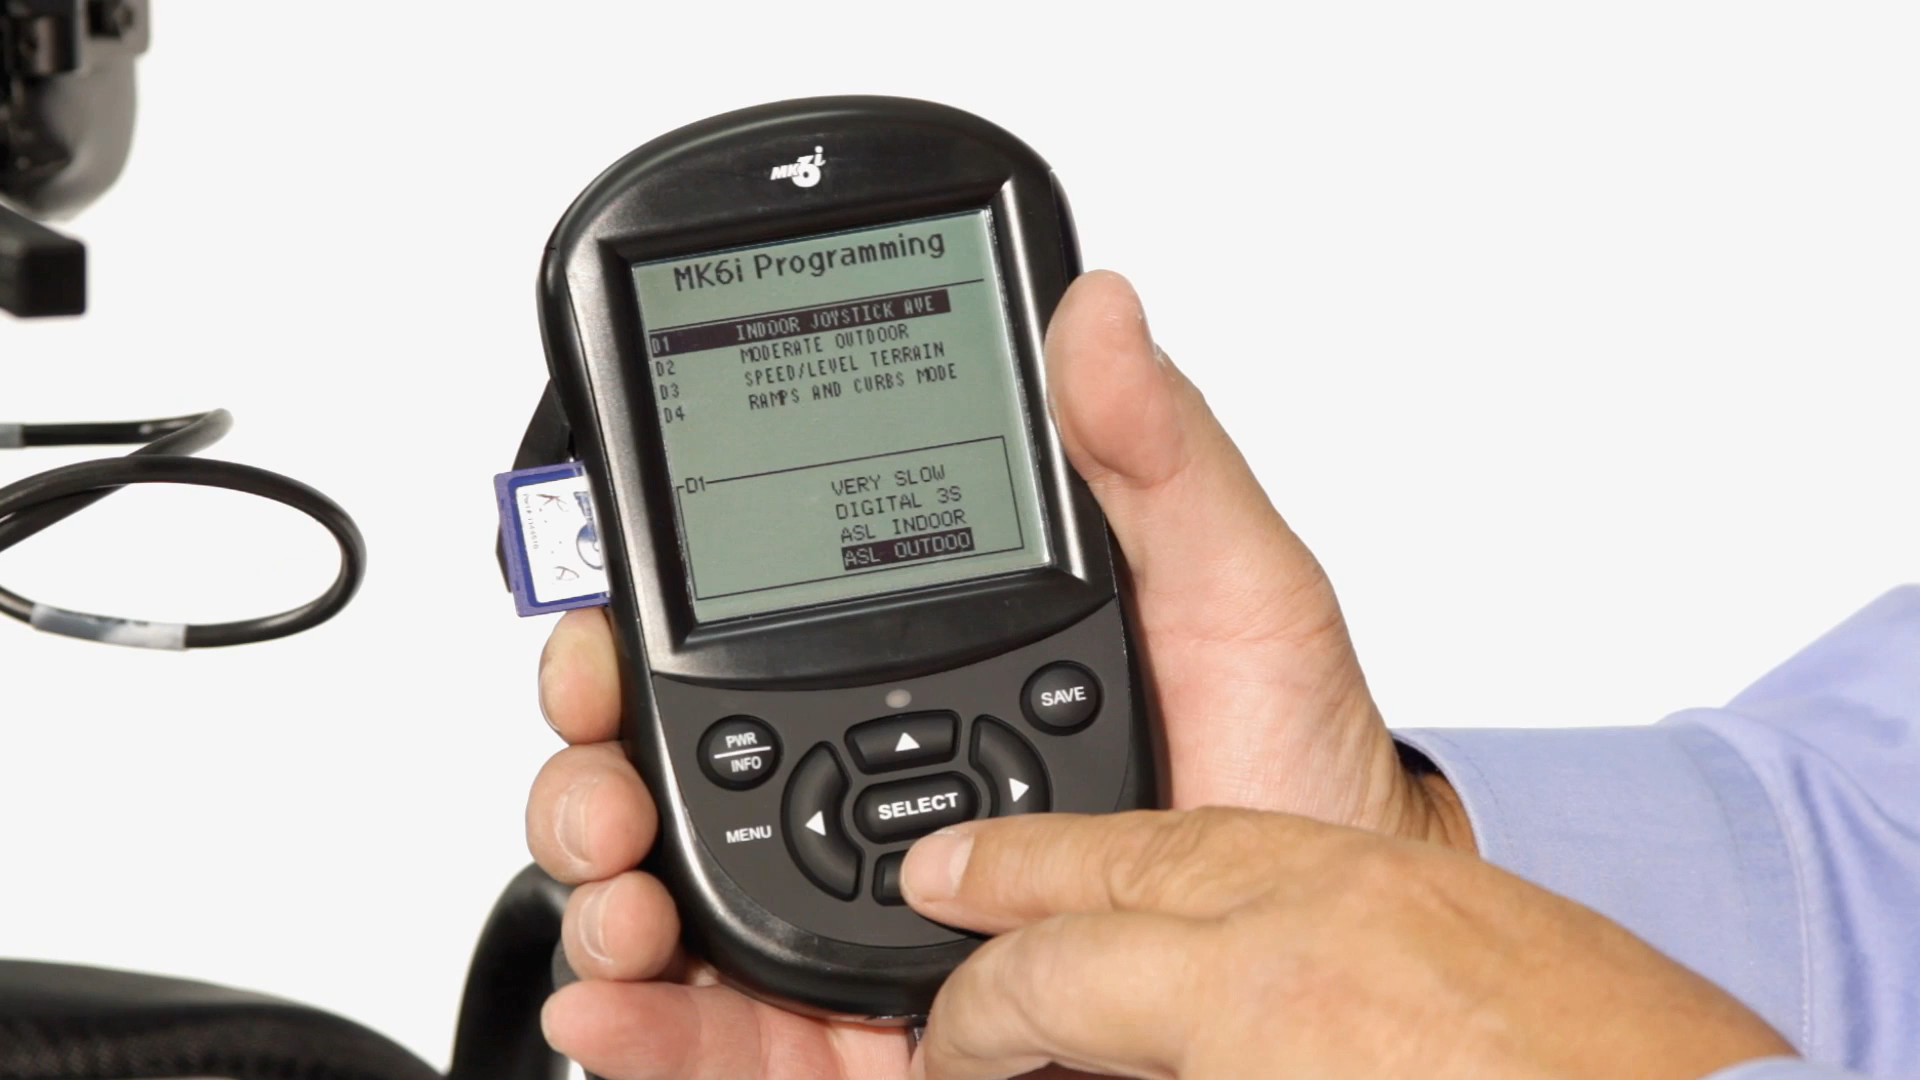 MK6i
MK6i Programming
D1 INDOOR JOYSTICK AVE
D2 MODERATE OUTDOOR
D3 SPEED/LEVEL TERRAIN
D4 RAMPS AND CURBS MODE
D1
VERY SLOW
DIGITAL 3S
ASL INDOOR
ASL OUTDOO
SAVE
PWR
INFO
SELECT
MENU